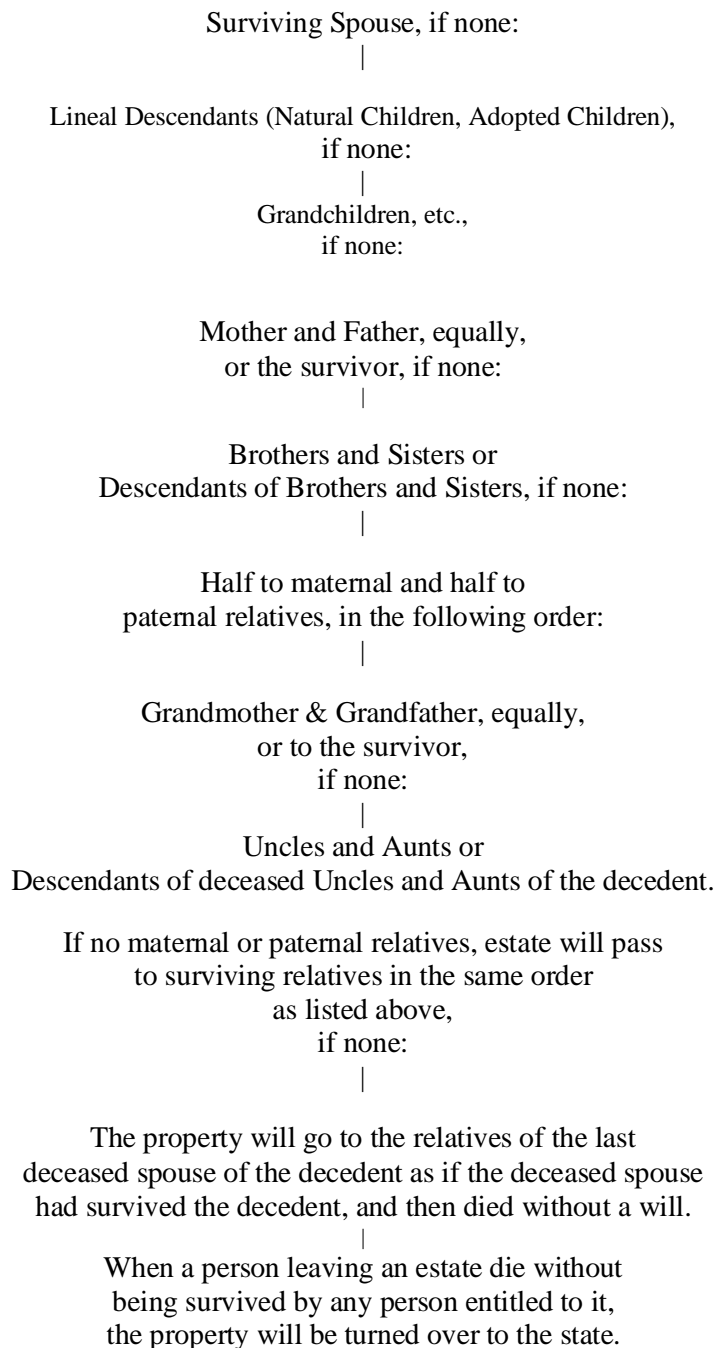 Surviving Spouse, if none:
|
Lineal Descendants (Natural Children, Adopted Children),
if none:
|
Grandchildren, etc.,
if none:
Mother and Father, equally,
or the survivor, if none:
|
Brothers and Sisters or
Descendants of Brothers and Sisters, if none:
|
Half to maternal and half to
paternal relatives, in the following order:
|
Grandmother & Grandfather, equally,
or to the survivor,
if none:
|
Uncles and Aunts or
Descendants of deceased Uncles and Aunts of the decedent.
If no maternal or paternal relatives, estate will pass
to surviving relatives in the same order
as listed above,
if none:
|
The property will go to the relatives of the last
deceased spouse of the decedent as if the deceased spouse
had survived the decedent, and then died without a will.
|
When a person leaving an estate die without
being survived by any person entitled to it,
the property will be turned over to the state.